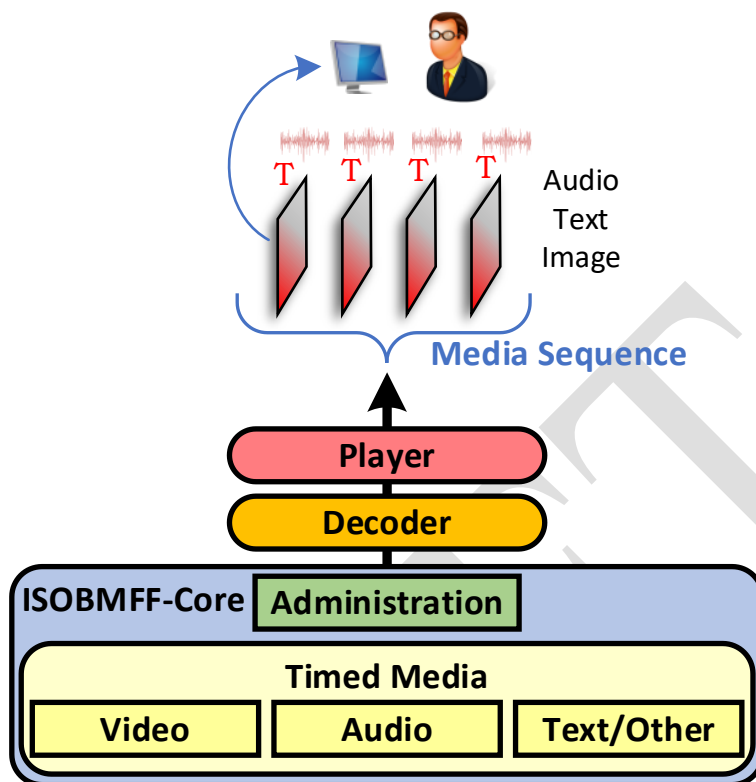 T T T T
Audio
Text
Image
Media Sequence
Player
Decoder
ISOBMFF-Core
Administration
Timed Media
Video
Audio
Text/Other